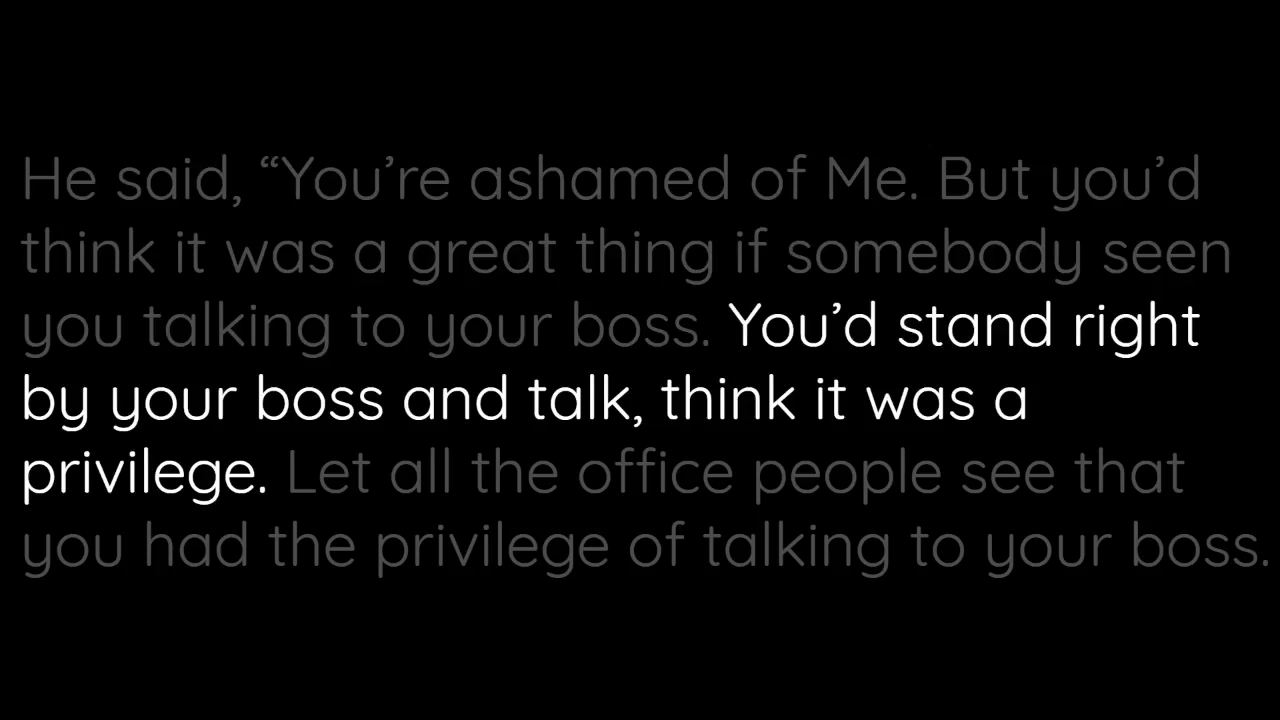 He said, “You’re ashamed of Me. But you’d
think it was a great thing if somebody seen
you talking to your boss. You’d stand right
by your boss and talk, think it was a
privilege. Let all the office people see that
you had the privilege of talking to your boss.